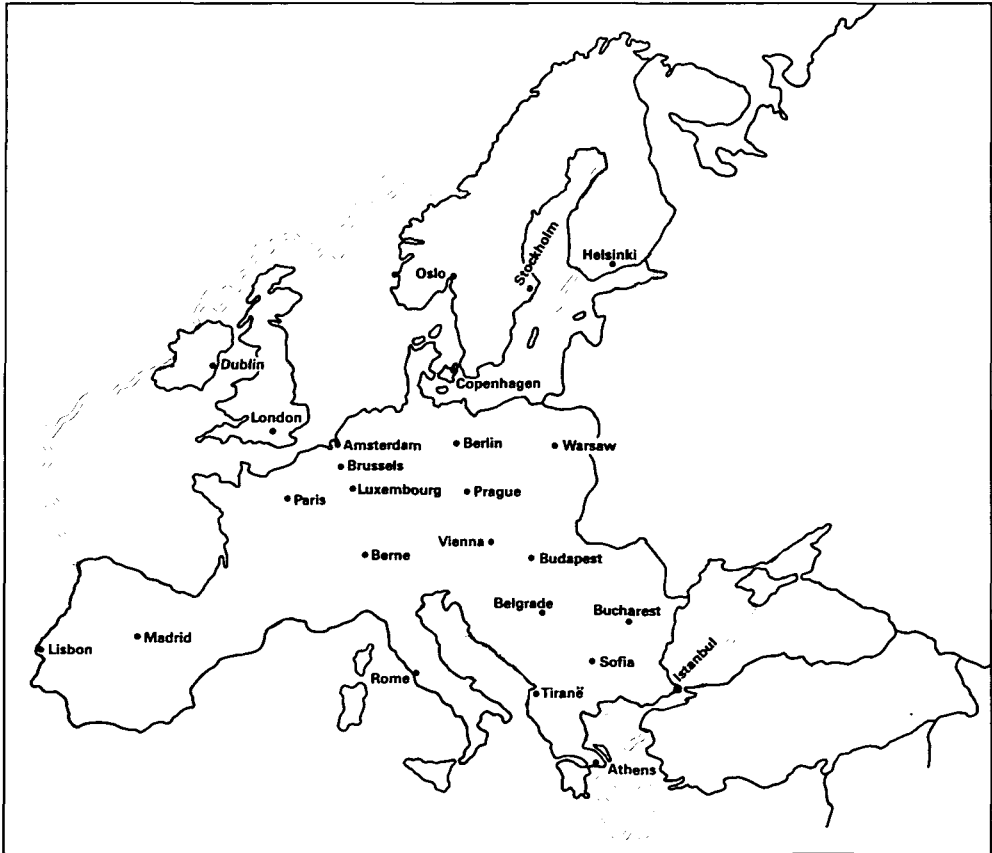 Helsinki
Oslo
Stockholm
Dublin
Copenhagen
London
Amsterdam
Berlin
Warsaw
Brussels
Luxembourg
Prague
Paris
Vienna
Berne
Budapest
Belgrade
Bucharest
Madrid
Lisbon
Sofia
Istanbul
Rome
Tiranë
Athens